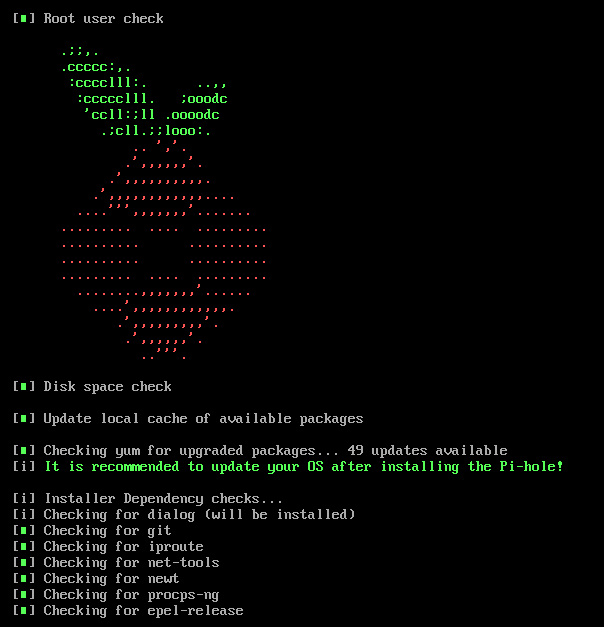 [■] Root user check
.;;,.
.ccccc:,.
:cccclll:.      ..,,
:ccccclll.   ;ooodc
'ccll:;ll .oooodc
.;cll.;;looo:.
.. ','.
.',,,,,,'.
.',,,,,,,,,,.
.',,,,,,,,,,,,....
....''',,,,,,,'.......
.........  ....  .........
..........      ..........
..........      ..........
.........  ....  .........
........,,,,,,,'......
....',,,,,,,,,,,,.
.',,,,,,,,,'.
.',,,,,,'.
..'''.
[■] Disk space check
[■] Update local cache of available packages
[■] Checking yum for upgraded packages... 49 updates available
[i] It is recommended to update your OS after installing the Pi-hole!
[i] Installer Dependency checks...
[i] Checking for dialog (will be installed)
[■] Checking for git
[■] Checking for iproute
[■] Checking for net-tools
[■] Checking for newt
[■] Checking for procps-ng
[■] Checking for epel-release